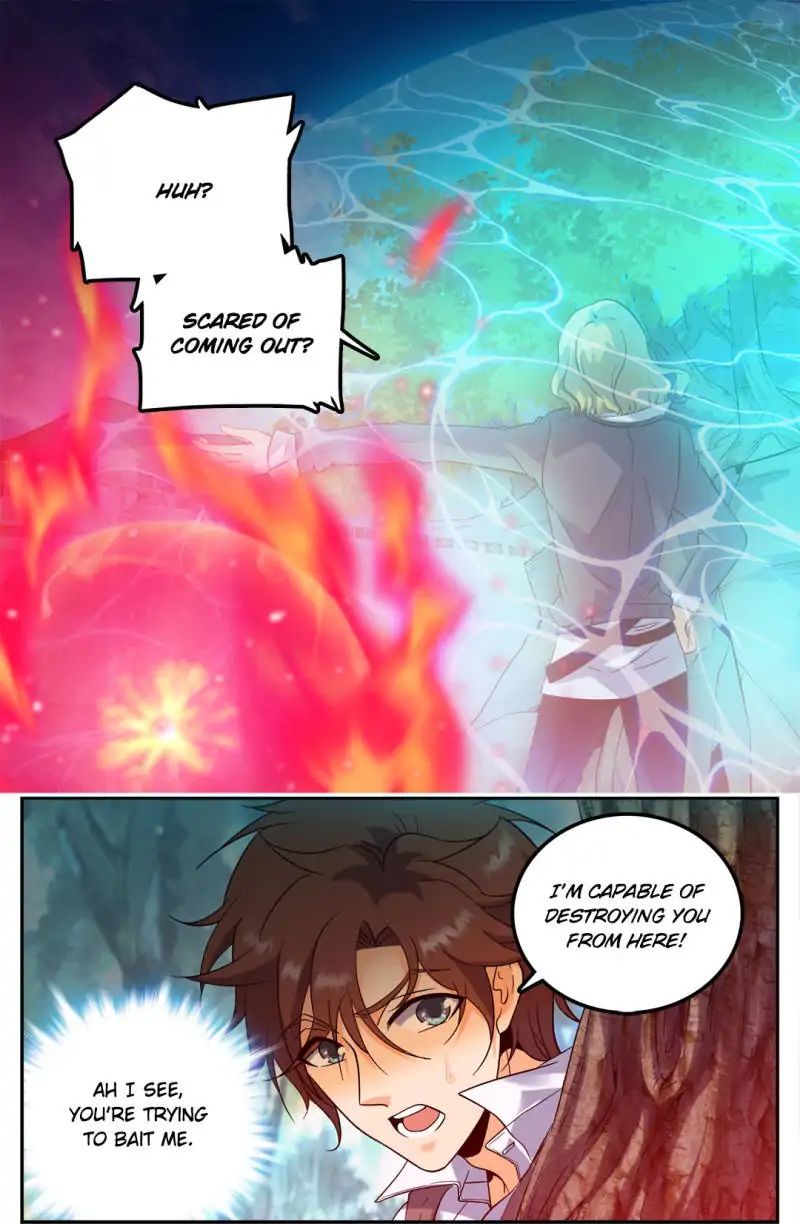 HUH?
SCARED OF
COMING OUT?
I'M CAPABLE OF
DESTROYING YOU
FROM HERE!
AH I SEE,
YOU'RE TRYING
TO BAIT ME.